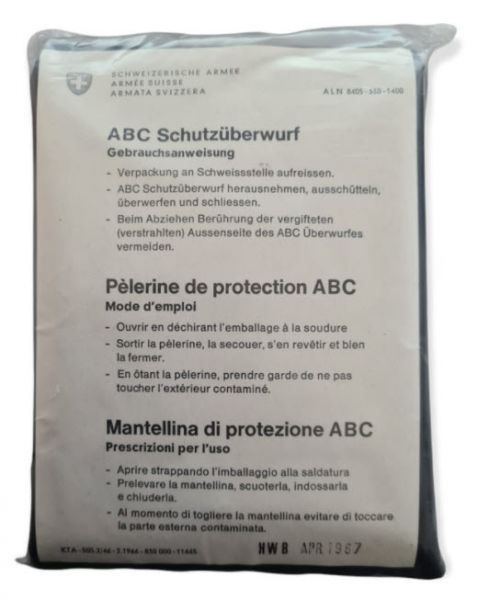 SCHWEIZERISCHE ARMEE
ARMÉE SUISSE
ARMATA SVIZZERA
ALN 8405-550-1400
ABC Schutzüberwurf
Gebrauchsanweisung
- Verpackung an Schweissstelle aufreissen.
- ABC Schutzüberwurf herausnehmen, ausschütteln,
überwerfen und schliessen.
- Beim Abziehen Berührung der vergifteten
(verstrahlten) Aussenseite des ABC Überwurfes
vermeiden.
Pèlerine de protection ABC
Mode d'emploi
- Ouvrir en déchirant l'emballage à la soudure
- Sortir la pèlerine, la secouer, s'en revêtir et bien
la fermer.
- En ôtant la pèlerine, prendre garde de ne pas
toucher l'extérieur contaminé.
Mantellina di protezione ABC
Prescrizioni per l'uso
- Aprire strappando l'imballaggio alla saldatura
- Prelevare la mantellina, scuoterla, indossarla
e chiuderla.
- Al momento di togliere la mantellina evitare di toccare
la parte esterna contaminata.
HWB APR 1967